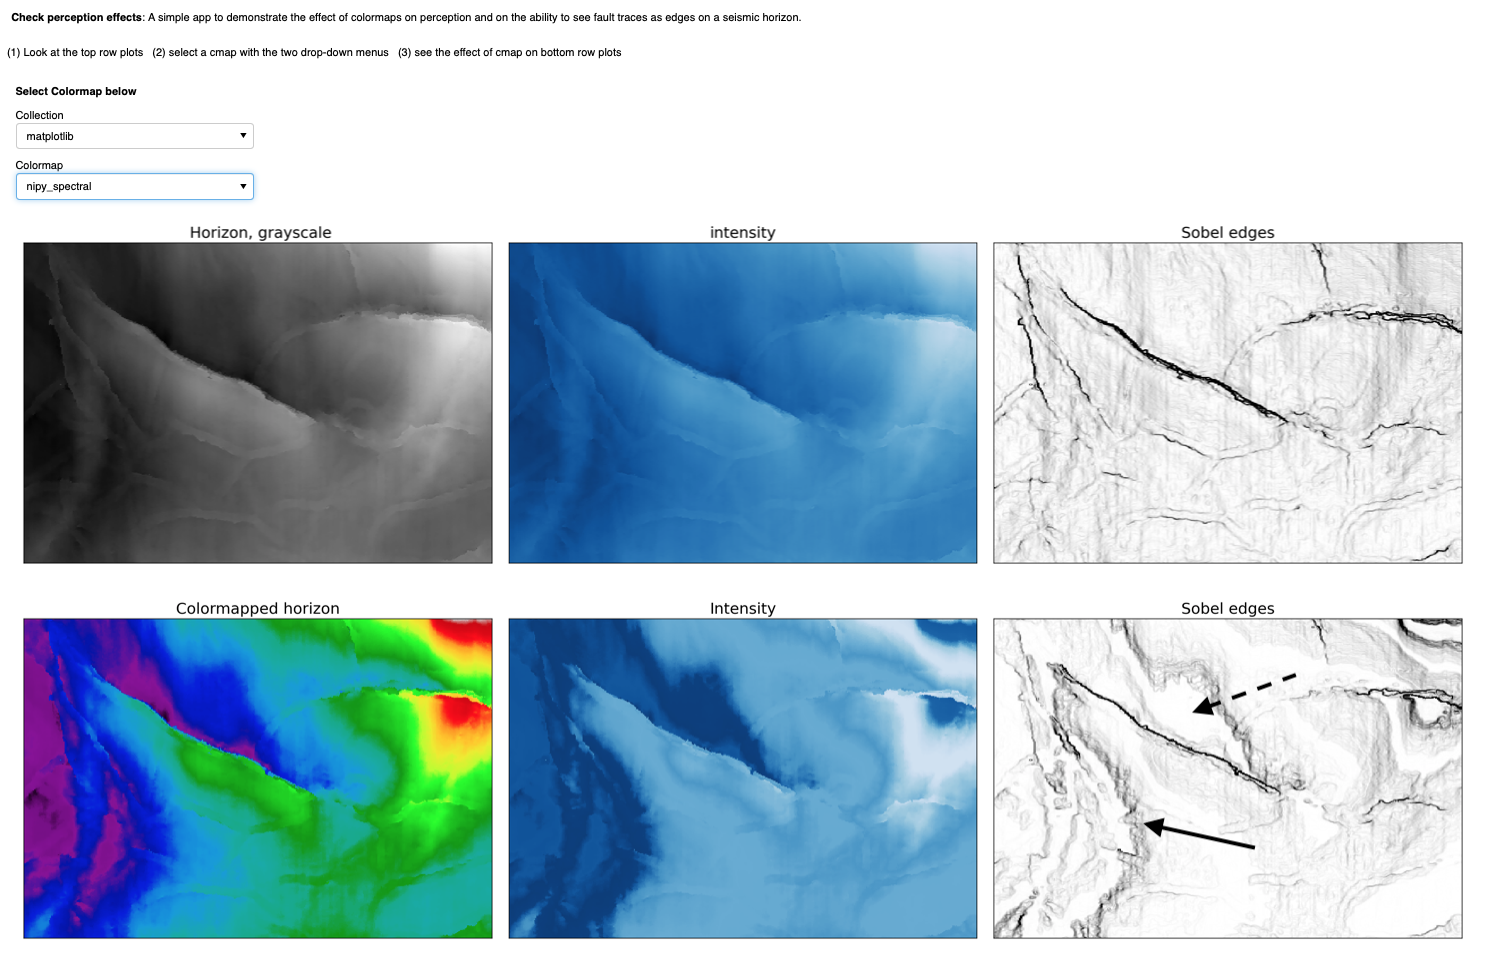 Check perception effects: A simple app to demonstrate the effect of colormaps on perception and on the ability to see fault traces as edges on a seismic horizon.
(1) Look at the top row plots (2) select a cmap with the two drop-down menus (3) see the effect of cmap on bottom row plots
Select Colormap below
Collection
matplotlib
Colormap
nipy_spectral
Horizon, grayscale
intensity
Sobel edges
Colormapped horizon
Intensity
Sobel edges